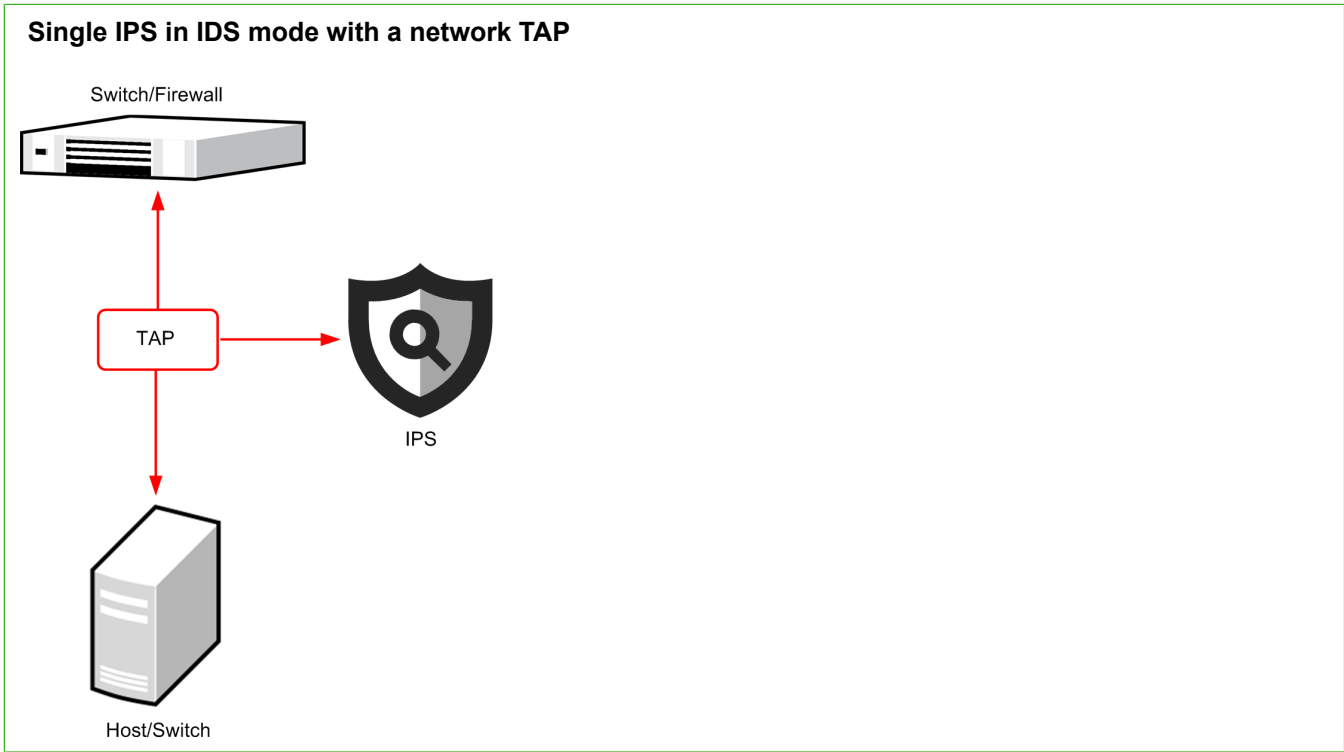 Single IPS in IDS mode with a network TAP
Switch/Firewall
TAP
IPS
Host/Switch